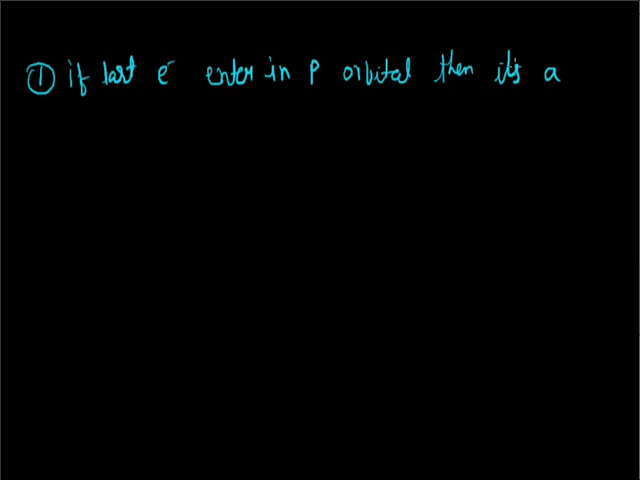 ① if last e⁻ enter in p orbital then it's a